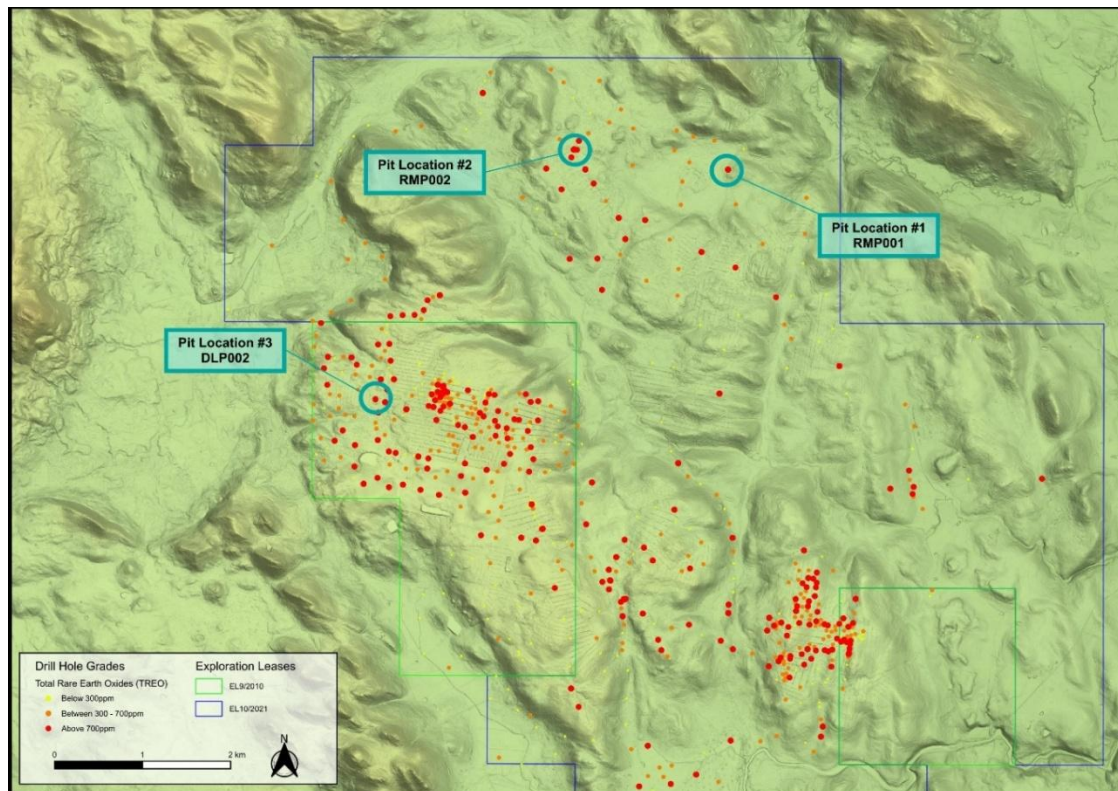 Pit Location #2
RMP002
Pit Location #1
RMP001
Pit Location #3
DLP002
Drill Hole Grades
Total Rare Earth Oxides (TREO)
Below 300ppm
Between 300 - 700ppm
Above 700ppm
Exploration Leases
EL9/2010
EL10/2021
0 1 2 km
N